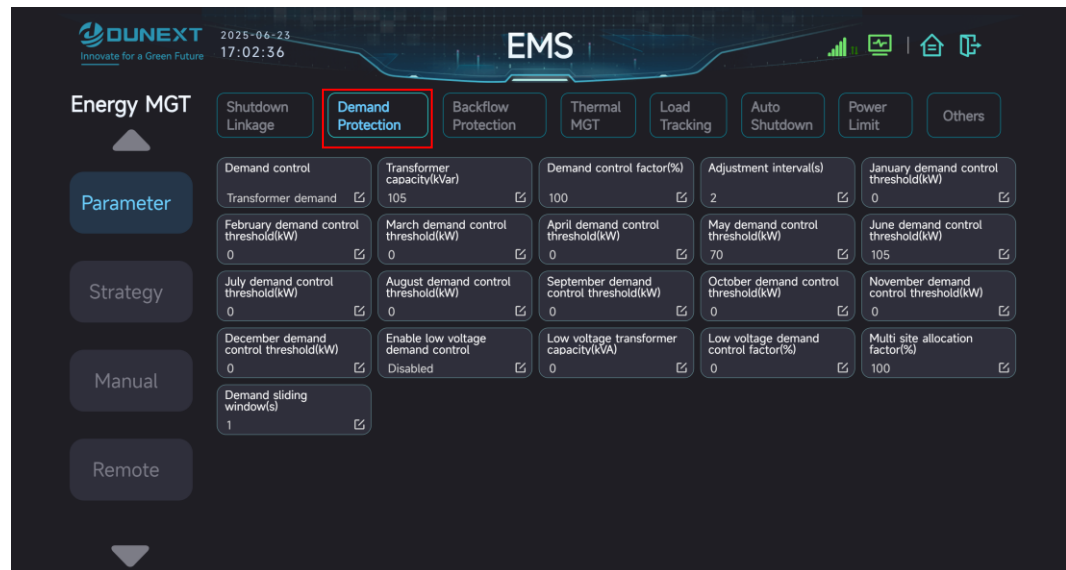 DUNEXT
Innovate for a Green Future
2025-06-23
17:02:36
EMS
Energy MGT
Shutdown
Linkage
Demand
Protection
Backflow
Protection
Thermal
MGT
Load
Tracking
Auto
Shutdown
Power
Limit
Others
Parameter
Strategy
Manual
Remote
Demand control
Transformer demand
Transformer
capacity(kVar)
105
Demand control factor(%)
100
Adjustment interval(s)
2
January demand control
threshold(kW)
0
February demand control
threshold(kW)
0
March demand control
threshold(kW)
0
April demand control
threshold(kW)
0
May demand control
threshold(kW)
70
June demand control
threshold(kW)
105
July demand control
threshold(kW)
0
August demand control
threshold(kW)
0
September demand
control threshold(kW)
0
October demand control
threshold(kW)
0
November demand
control threshold(kW)
0
December demand
control threshold(kW)
0
Enable low voltage
demand control
Disabled
Low voltage transformer
capacity(kVA)
0
Low voltage demand
control factor(%)
0
Multi site allocation
factor(%)
100
Demand sliding
window(s)
1